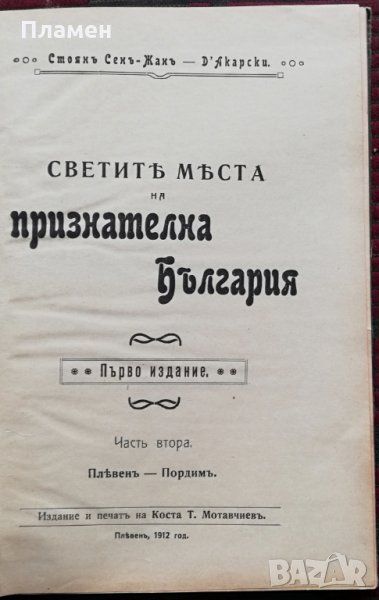 Пламен
Стоянъ Сенъ-Жанъ — Д'Акарски.
СВЕТИТѢ МѢСТА
НА
признателна
България
Първо издание.
Часть втора.
Плѣвенъ — Пордимъ.
Издание и печатъ на Коста Т. Мотавчиевъ.
Плѣвенъ, 1912 год.
BAZAR